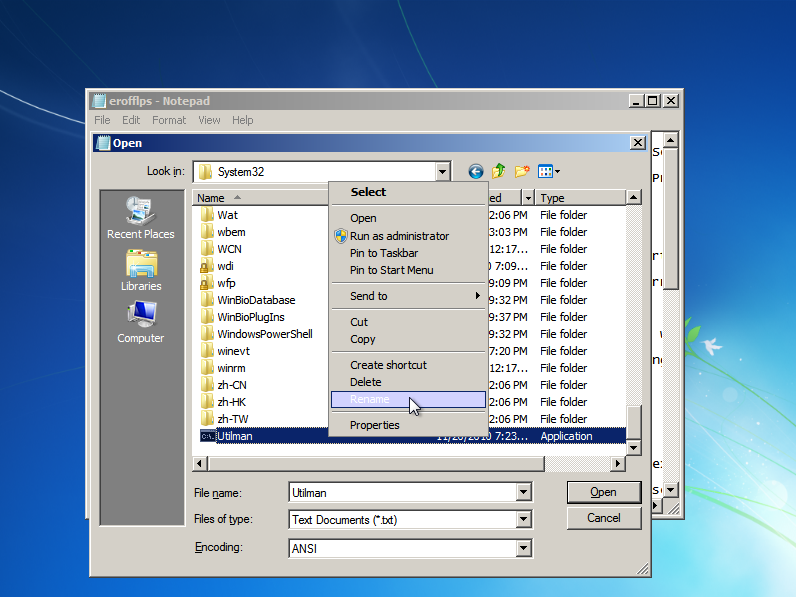 erofflps - Notepad
File Edit Format View Help
Open
Look in: System32
Recent Places
Libraries
Computer
Name ed Type
Wat 2:06 PM File folder
wbem 3:03 PM File folder
WCN 12:17... File folder
wdi 0 7:09... File folder
wfp 9:09 PM File folder
WinBioDatabase 9:32 PM File folder
WinBioPlugIns 9:37 PM File folder
WindowsPowerShell 9:32 PM File folder
winevt 7:20 PM File folder
winrm 12:17... File folder
zh-CN 2:06 PM File folder
zh-HK 2:06 PM File folder
zh-TW 2:06 PM File folder
Utilman 11/20/2010 7:23... Application
Select
Open
Run as administrator
Pin to Taskbar
Pin to Start Menu
Send to
Cut
Copy
Create shortcut
Delete
Rename
Properties
File name: Utilman Open
Files of type: Text Documents (*.txt) Cancel
Encoding: ANSI